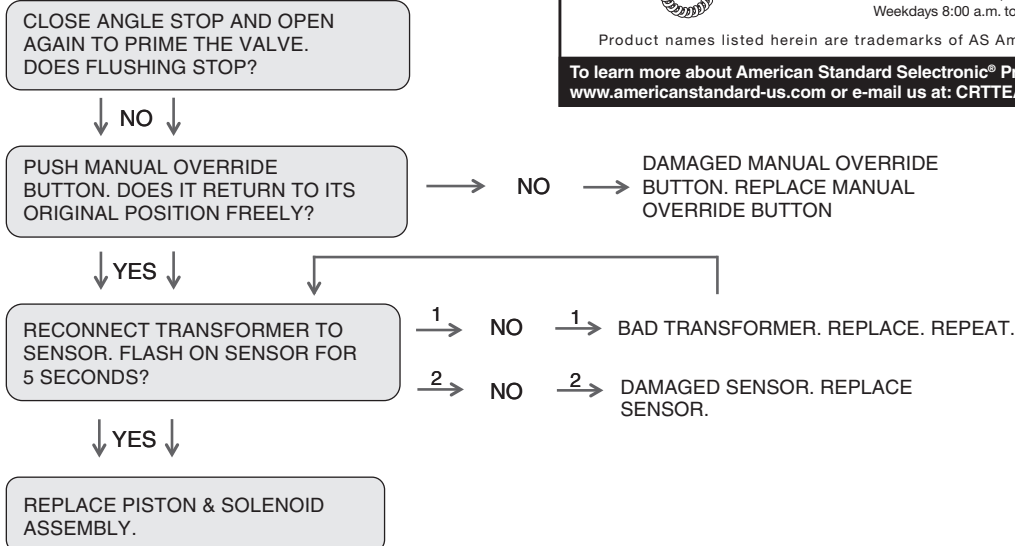 CLOSE ANGLE STOP AND OPEN
AGAIN TO PRIME THE VALVE.
DOES FLUSHING STOP?
Weekdays 8:00 a.m. to
Product names listed herein are trademarks of AS
To learn more about American Standard Selectronic®
www.americanstandard-us.com or e-mail us at:
NO
PUSH MANUAL OVERRIDE
BUTTON. DOES IT RETURN TO ITS
ORIGINAL POSITION FREELY?
NO
DAMAGED MANUAL OVERRIDE
BUTTON. REPLACE MANUAL
OVERRIDE BUTTON
YES
RECONNECT TRANSFORMER TO
SENSOR. FLASH ON SENSOR FOR
5 SECONDS?
1 NO 1 BAD TRANSFORMER. REPLACE. REPEAT.
2 NO 2 DAMAGED SENSOR. REPLACE
SENSOR.
YES
REPLACE PISTON & SOLENOID
ASSEMBLY.